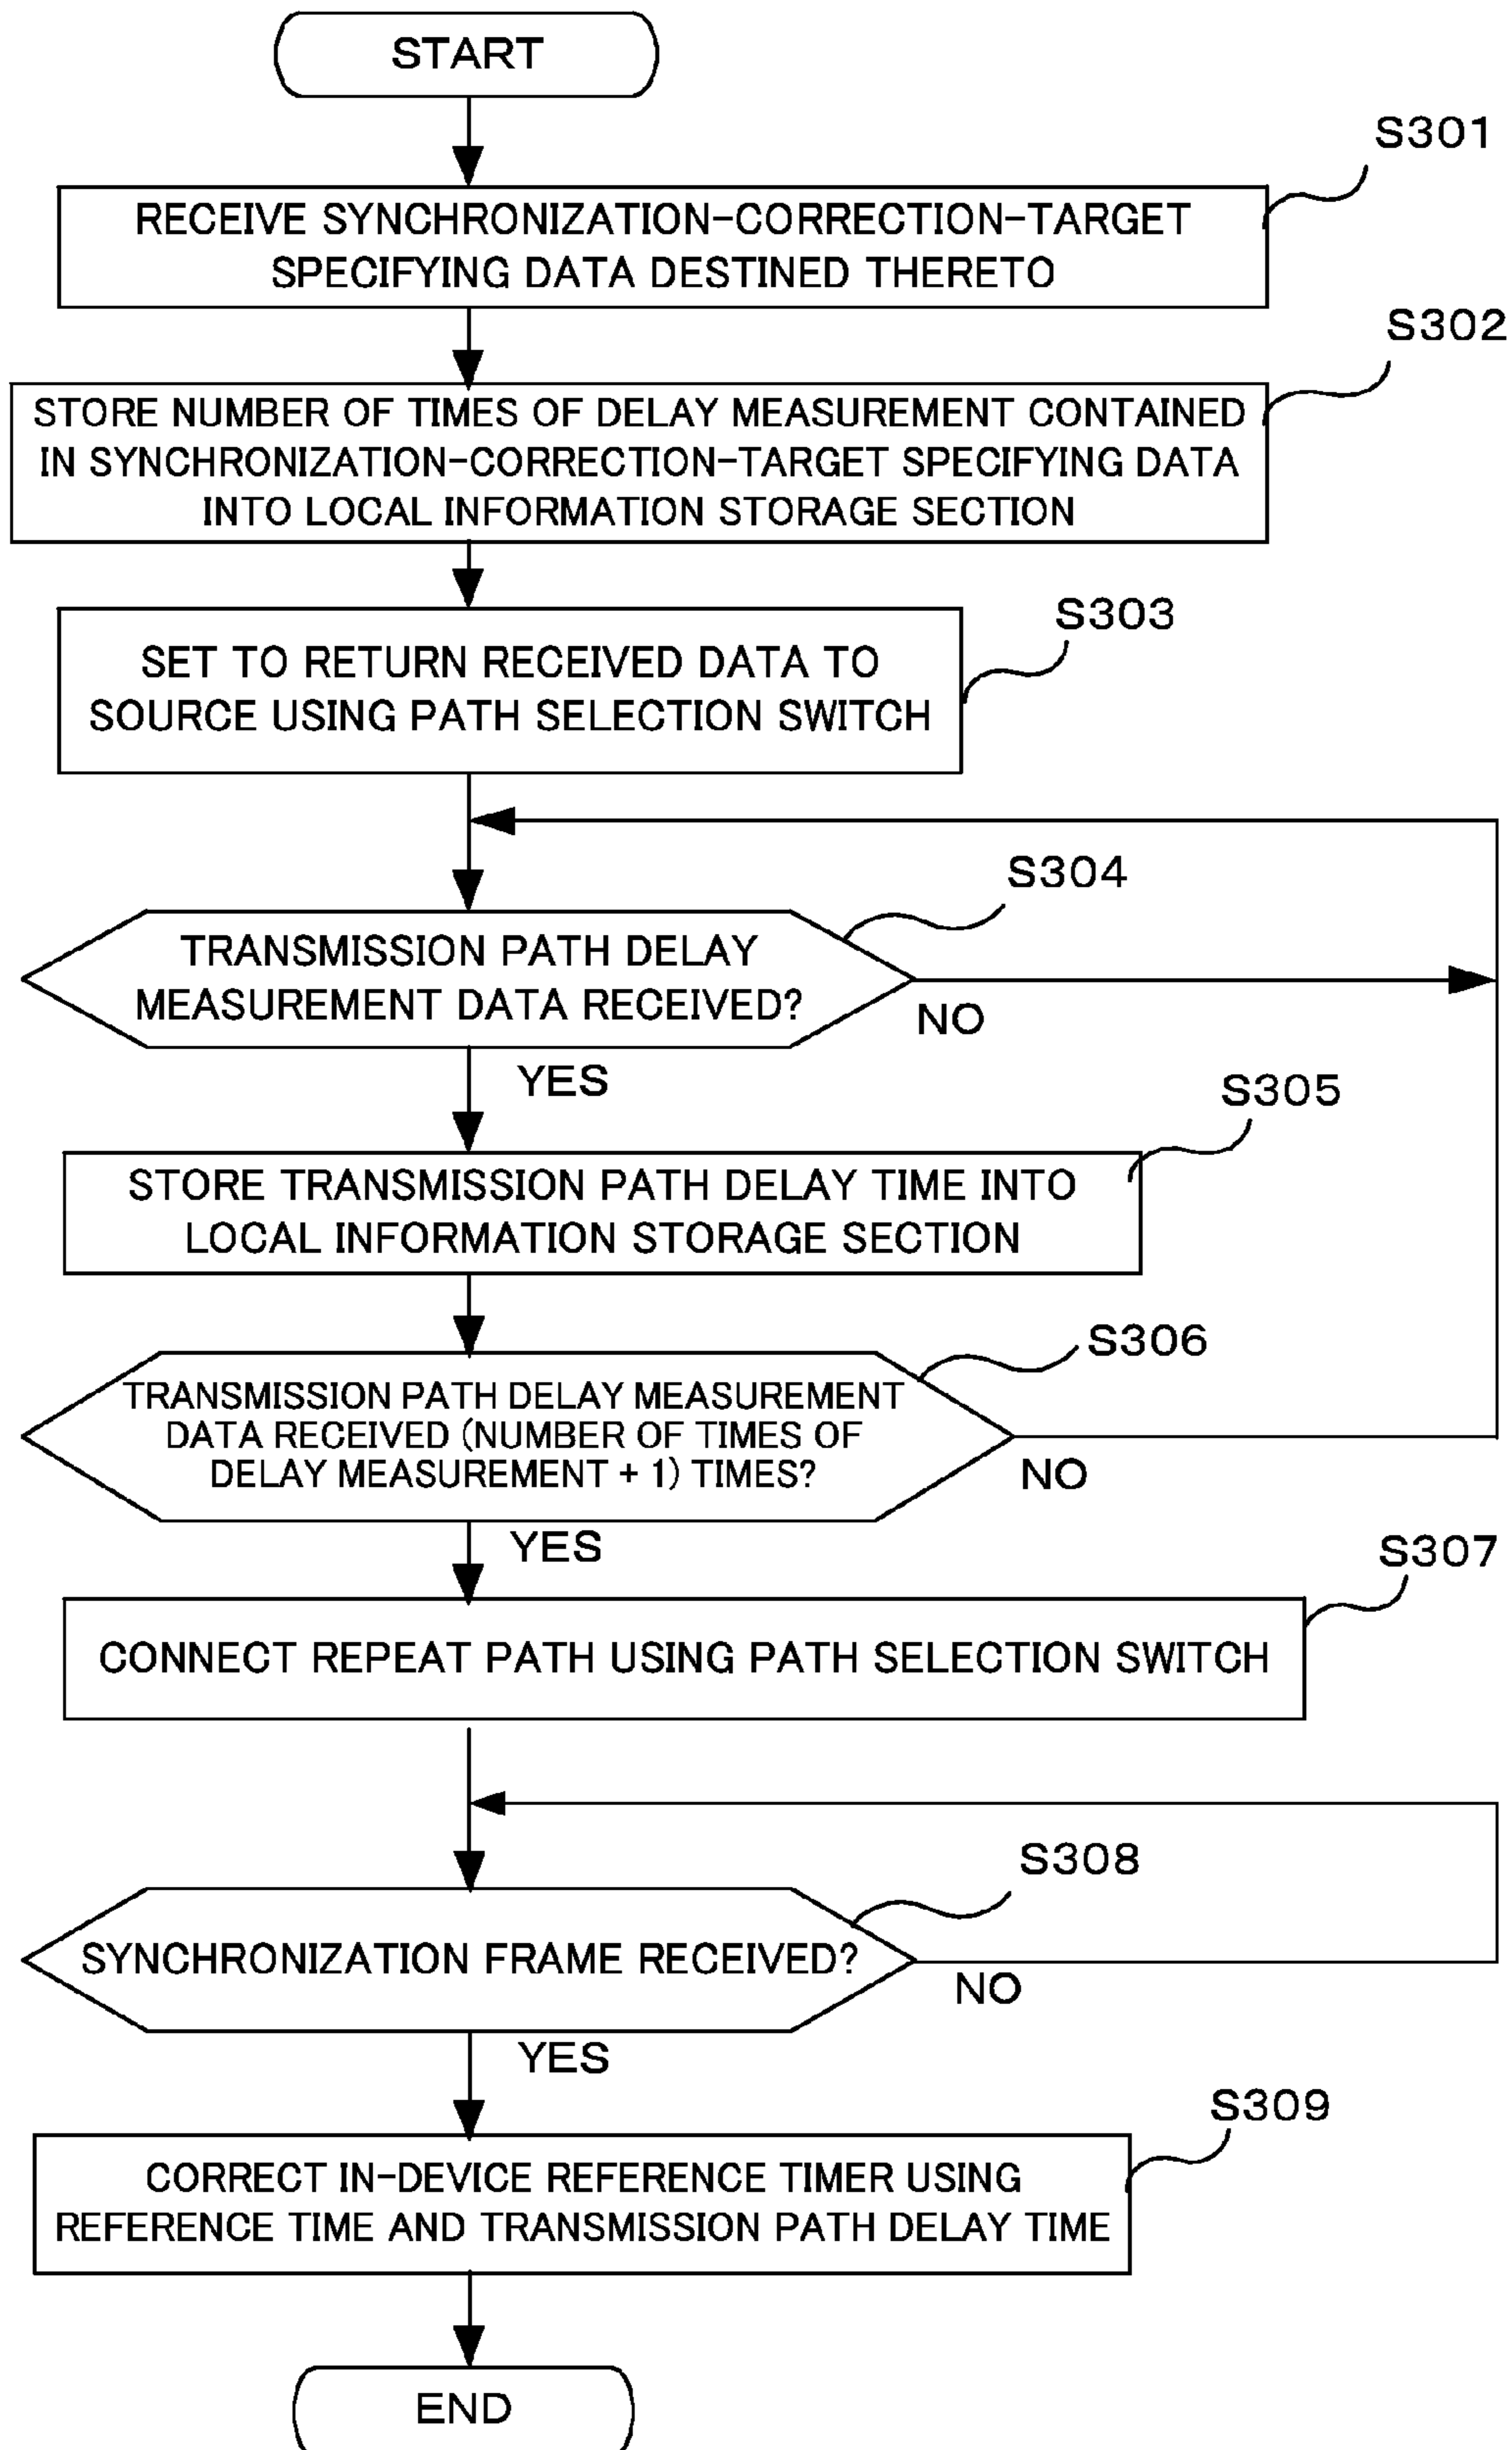 START
S301
RECEIVE SYNCHRONIZATION-CORRECTION-TARGET
SPECIFYING DATA DESTINED THERETO
S302
STORE NUMBER OF TIMES OF DELAY MEASUREMENT CONTAINED
IN SYNCHRONIZATION-CORRECTION-TARGET SPECIFYING DATA
INTO LOCAL INFORMATION STORAGE SECTION
S303
SET TO RETURN RECEIVED DATA TO
SOURCE USING PATH SELECTION SWITCH
S304
TRANSMISSION PATH DELAY
MEASUREMENT DATA RECEIVED?
NO
YES
S305
STORE TRANSMISSION PATH DELAY TIME INTO
LOCAL INFORMATION STORAGE SECTION
S306
TRANSMISSION PATH DELAY MEASUREMENT
DATA RECEIVED (NUMBER OF TIMES OF
DELAY MEASUREMENT + 1) TIMES?
NO
YES
S307
CONNECT REPEAT PATH USING PATH SELECTION SWITCH
S308
SYNCHRONIZATION FRAME RECEIVED?
NO
YES
S309
CORRECT IN-DEVICE REFERENCE TIMER USING
REFERENCE TIME AND TRANSMISSION PATH DELAY TIME
END